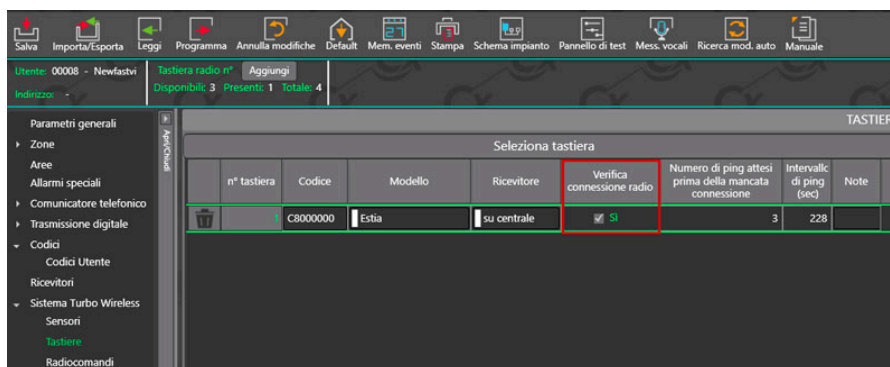 Salva Importa/Esporta Leggi Programma Annulla modifiche Default Mem. eventi Stampa Schema impianto Pannello di test Mess. vocali Ricerca mod. auto Manuale
Utente: 00008 - Newfastvi
Tastiera radio n° Aggiungi
Indirizzo: -
Disponibili: 3 Presenti: 1 Totale: 4
Parametri generali
Zone
Aree
Allarmi speciali
Comunicatore telefonico
Trasmissione digitale
Codici
Codici Utente
Ricevitori
Sistema Turbo Wireless
Sensori
Tastiere
Radiocomandi
Apri/Chiudi
TASTIER
Seleziona tastiera
n° tastiera Codice Modello Ricevitore Verifica connessione radio Numero di ping attesi prima della mancata connessione Intervallo di ping (sec) Note
1 C8000000 Estia su centrale Sì 3 228